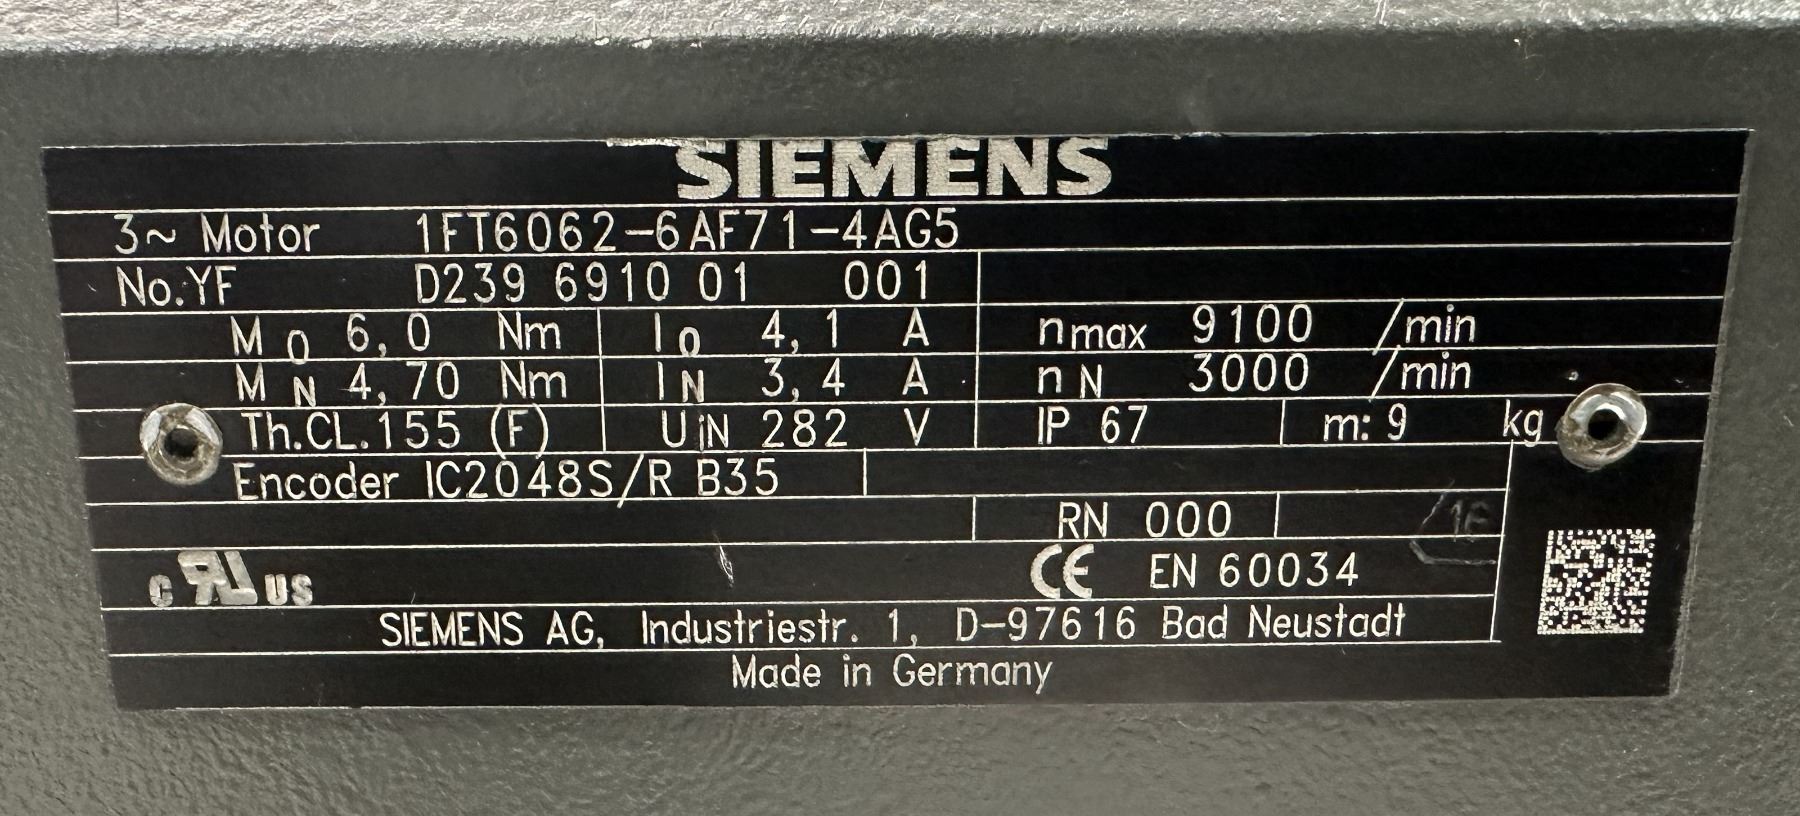 SIEMENS
3~ Motor 1FT6062-6AF71-4AG5
No.YF D239 6910 01 001
M0 6,0 Nm I0 4,1 A nmax 9100 /min
MN 4,70 Nm IN 3,4 A nN 3000 /min
Th.CL.155 (F) UiN 282 V IP 67 m: 9 kg
Encoder IC2048S/R B35
RN 000
c RU US CE EN 60034
SIEMENS AG, Industriestr. 1, D-97616 Bad Neustadt
Made in Germany